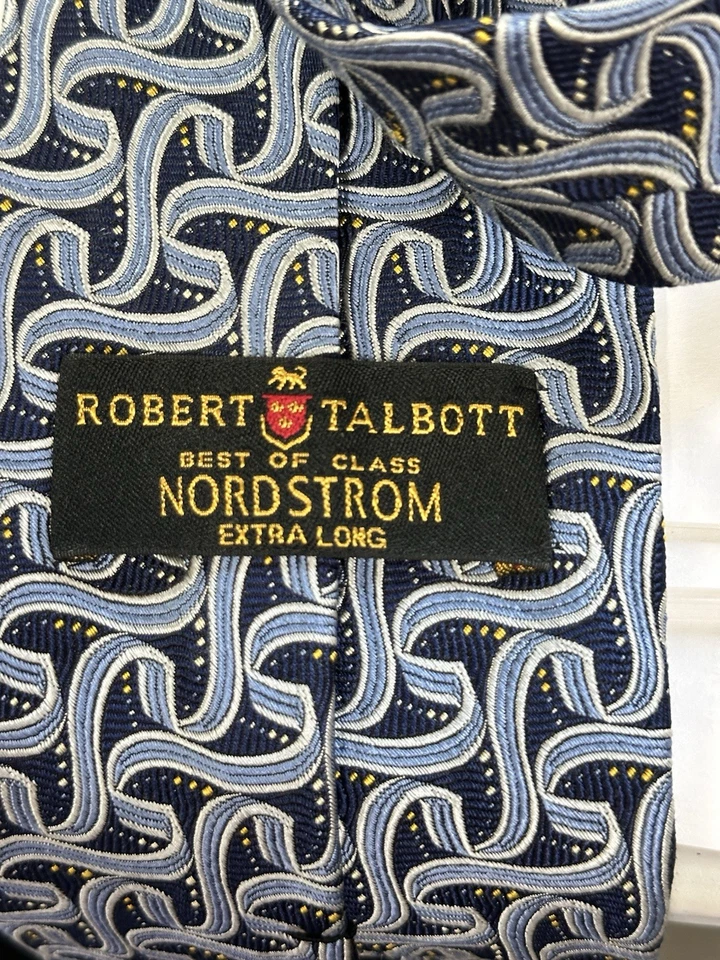 ROBERT TALBOTT
BEST OF CLASS
NORDSTROM
EXTRA LONG